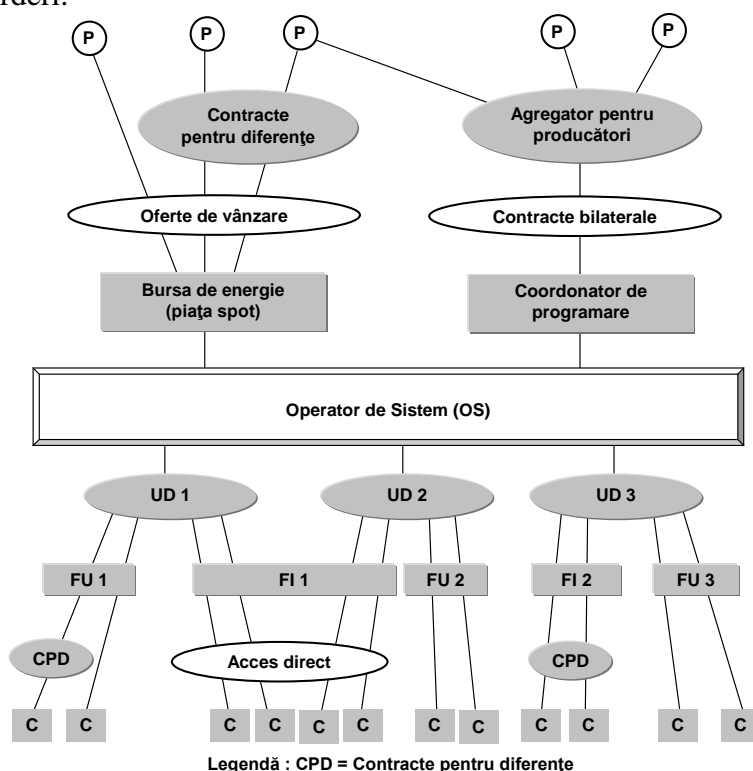 P P P P P
Contracte
pentru diferenţe
Agregator pentru
producători
Oferte de vânzare
Contracte bilaterale
Bursa de energie
(piaţa spot)
Coordonator de
programare
Operator de Sistem (OS)
UD 1 UD 2 UD 3
FU 1 FI 1 FU 2 FI 2 FU 3
CPD Acces direct CPD
C C C C C C C C C C C C
Legendă : CPD = Contracte pentru diferenţe